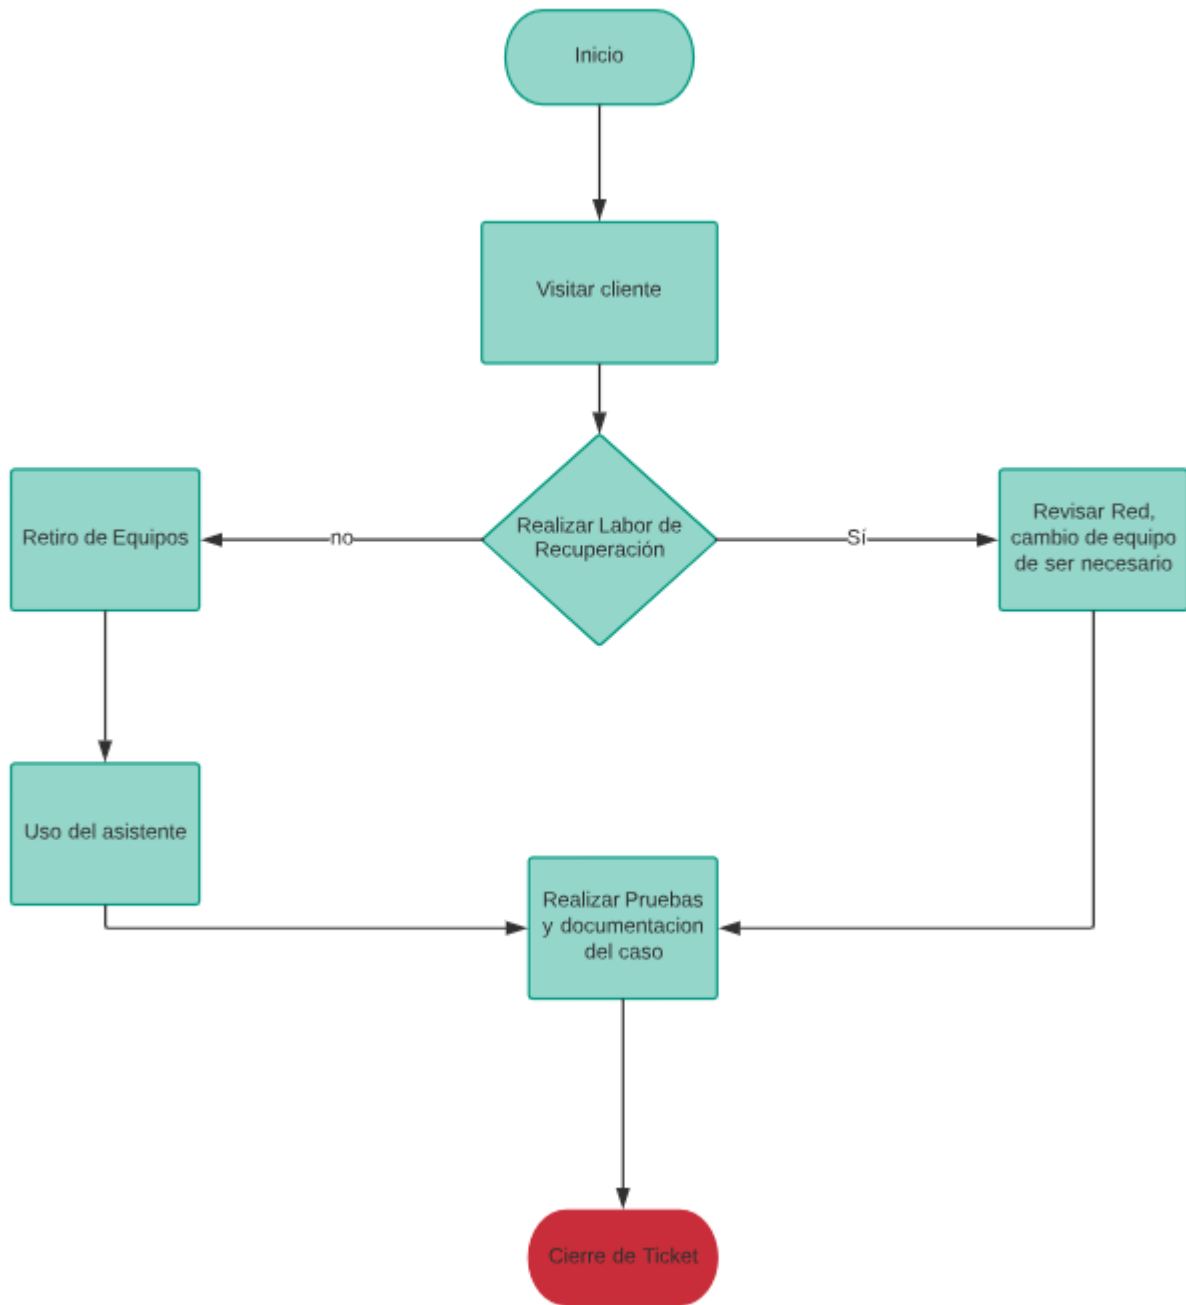 Inicio
Visitar cliente
Realizar Labor de
Recuperación
no
Sí
Retiro de Equipos
Revisar Red,
cambio de equipo
de ser necesario
Uso del asistente
Realizar Pruebas
y documentacion
del caso
Cierre de Ticket